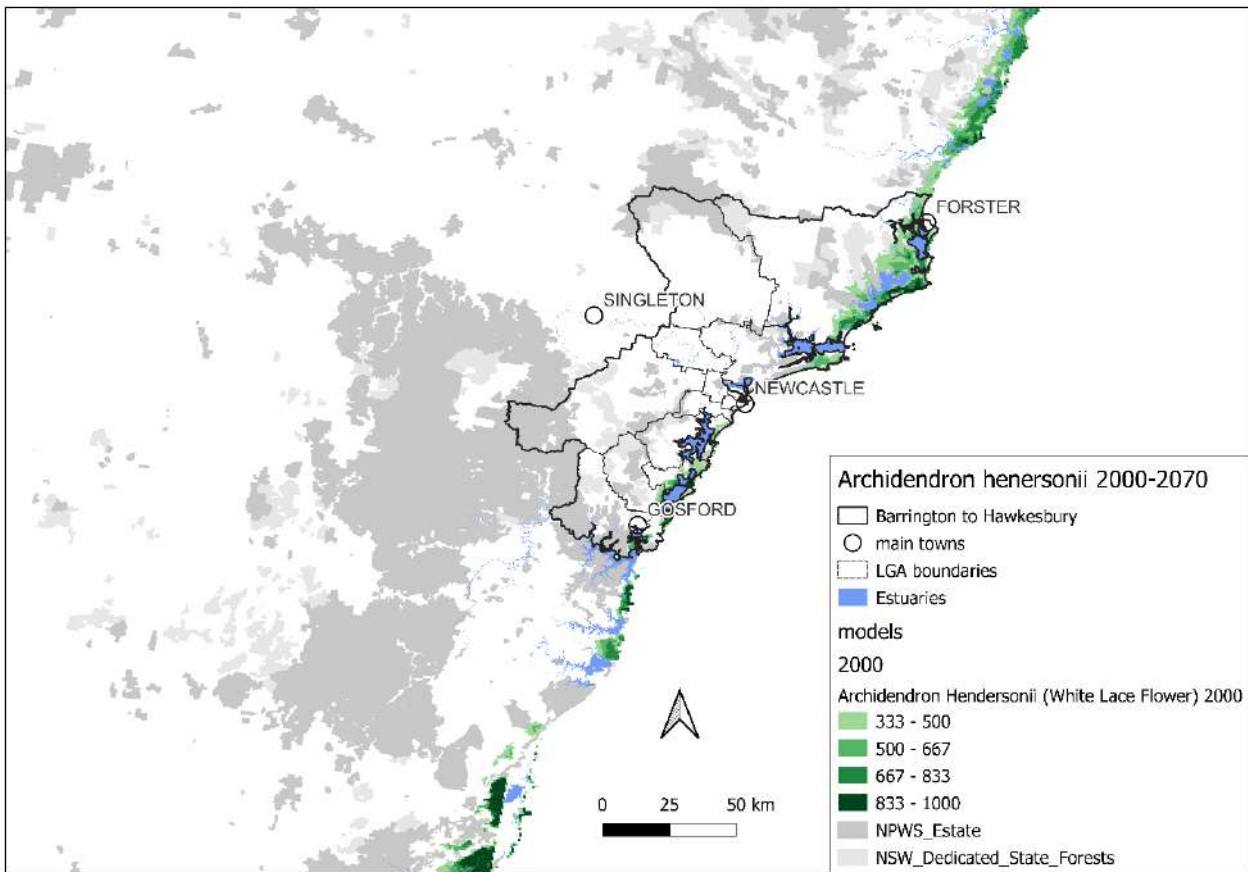 FORSTER
SINGLETON
NEWCASTLE
GOSFORD
Archidendron henersonii 2000-2070
Barrington to Hawkesbury
main towns
LGA boundaries
Estuaries
models
2000
Archidendron Hendersonii (White Lace Flower) 2000
333 - 500
500 - 667
667 - 833
833 - 1000
NPWS_Estate
NSW_Dedicated_State_Forests
0 25 50 km